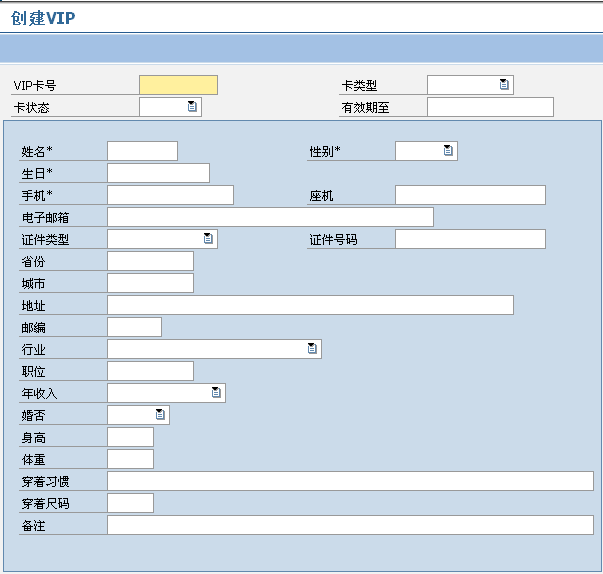 创建VIP
VIP卡号 卡类型
卡状态 有效期至
姓名* 性别*
生日*
手机* 座机
电子邮箱
证件类型 证件号码
省份
城市
地址
邮编
行业
职位
年收入
婚否
身高
体重
穿着习惯
穿着尺码
备注